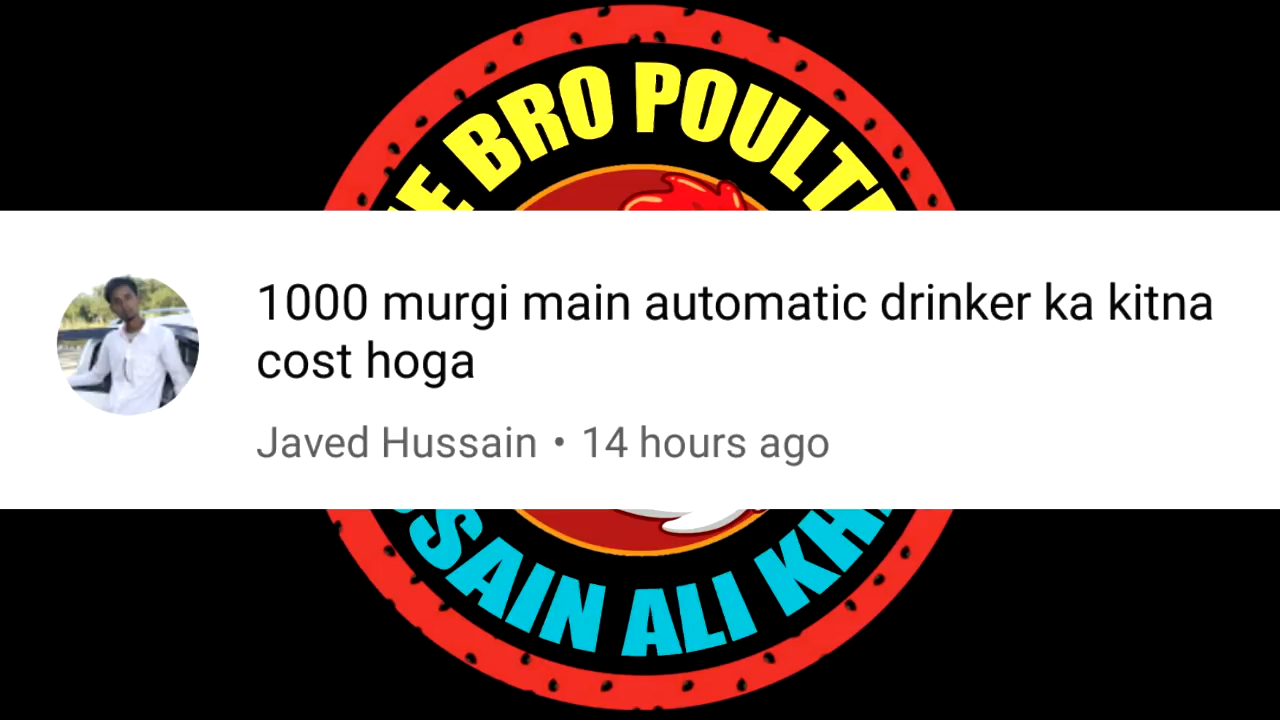 E BRO POULT
1000 murgi main automatic drinker ka kitna
cost hoga
Javed Hussain • 14 hours ago
SAIN ALI KH